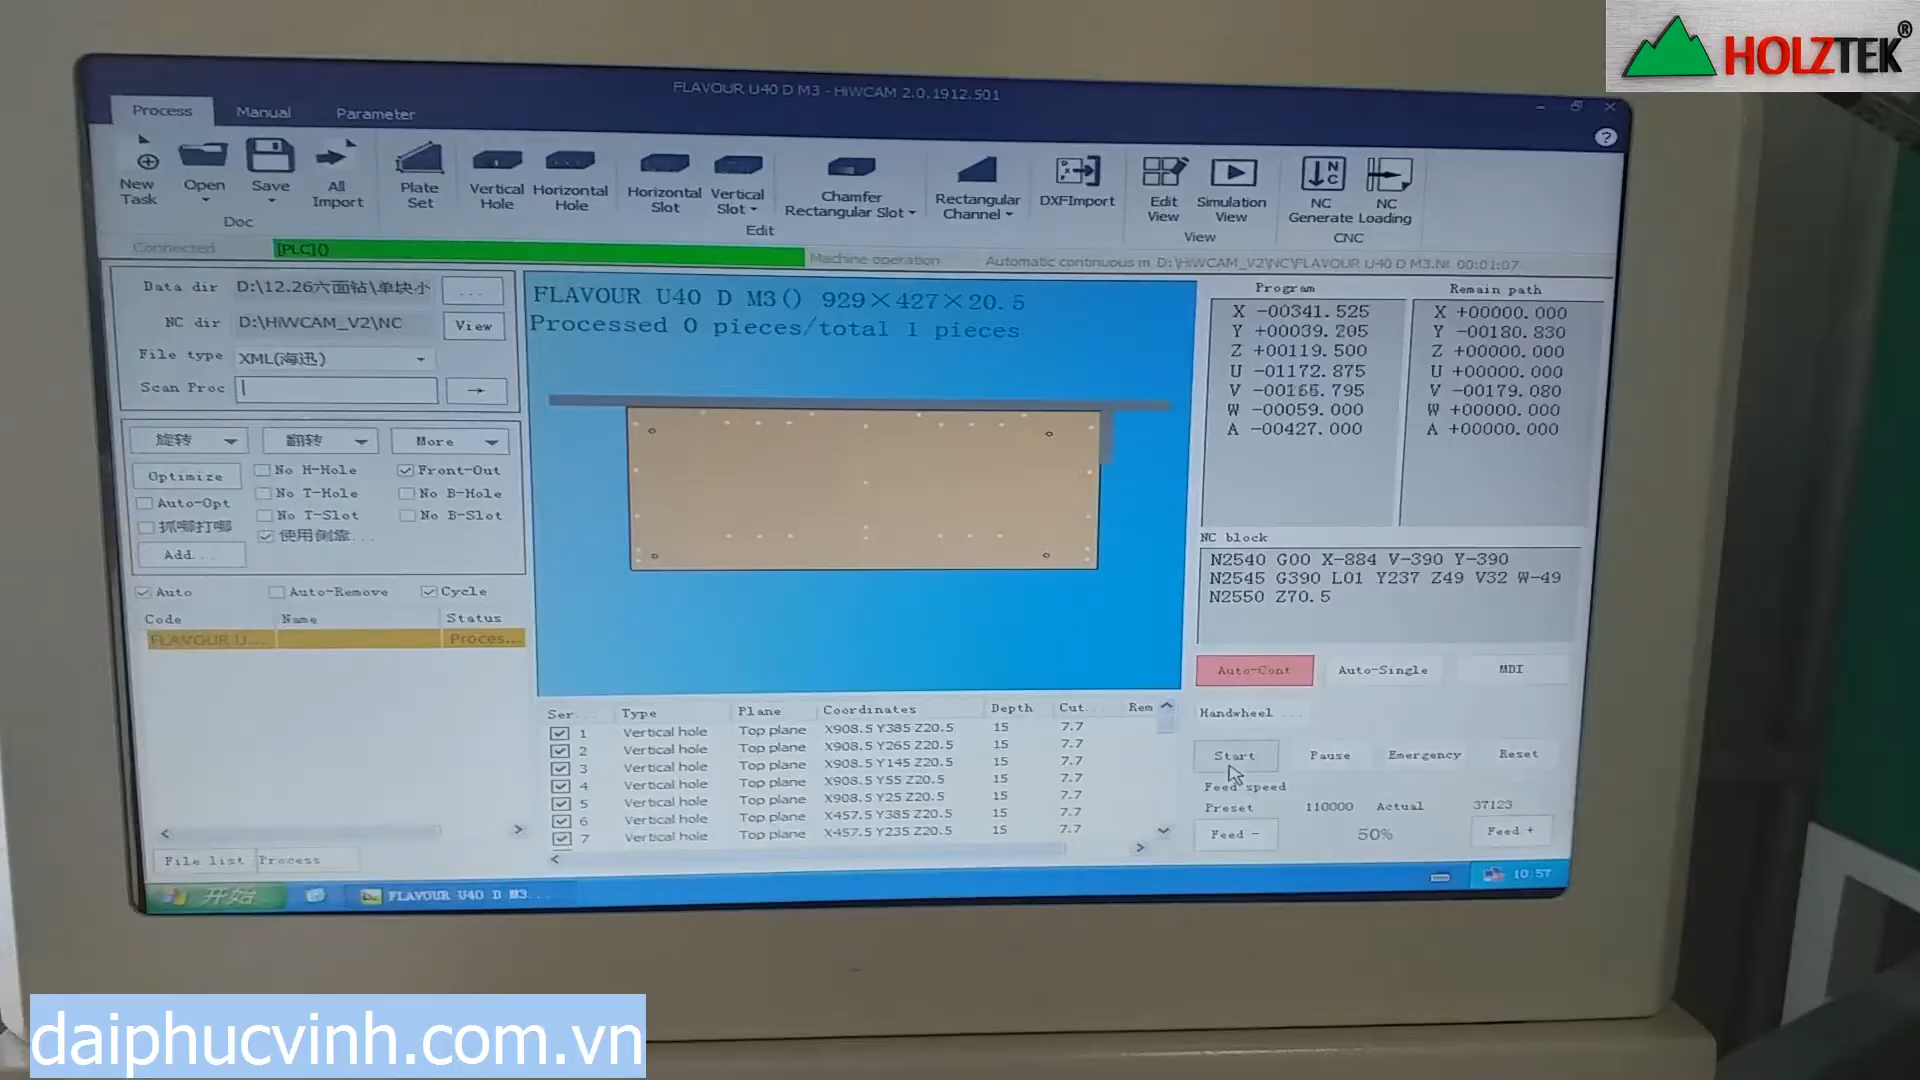 HOLZTEK®
FLAVOUR U40 D M3 - HiWCAM 2.0.1912.501
Process Manual Parameter
New Task
Open
Save
All Import
Plate Set
Vertical Hole
Horizontal Hole
Horizontal Slot
Vertical Slot
Chamfer Rectangular Slot
Rectangular Channel
DXFImport
Edit View
Simulation View
NC Generate
NC Loading
Doc Edit View CNC
Connected [PLC]() Machine operation Automatic continuous m D:\HiWCAM_V2\NC\FLAVOUR U40 D M3.NC 00:01:07
Data dir D:\12.26六面钻\单块小 ...
NC dir D:\HiWCAM_V2\NC View
File type XML(海迅)
Scan Proc →
旋转 翻转 More
Optimize No H-Hole Front-Out
Auto-Opt No T-Hole No B-Hole
抓哪打哪 No T-Slot No B-Slot
Add... 使用侧靠...
Auto Auto-Remove Cycle
Code Name Status
FLAVOUR U... Proces...
File list Process
FLAVOUR U40 D M3() 929×427×20.5
Processed 0 pieces/total 1 pieces
Ser... Type Plane Coordinates Depth Cut... Rem
1 Vertical hole Top plane X908.5 Y385 Z20.5 15 7.7
2 Vertical hole Top plane X908.5 Y265 Z20.5 15 7.7
3 Vertical hole Top plane X908.5 Y145 Z20.5 15 7.7
4 Vertical hole Top plane X908.5 Y55 Z20.5 15 7.7
5 Vertical hole Top plane X908.5 Y25 Z20.5 15 7.7
6 Vertical hole Top plane X457.5 Y385 Z20.5 15 7.7
7 Vertical hole Top plane X457.5 Y235 Z20.5 15 7.7
Program Remain path
X -00341.525 X +00000.000
Y +00039.205 Y -00180.830
Z +00119.500 Z +00000.000
U -01172.875 U +00000.000
V -00165.795 V -00179.080
W -00059.000 W +00000.000
A -00427.000 A +00000.000
NC block
N2540 G00 X-884 V-390 Y-390
N2545 G390 L01 Y237 Z49 V32 W-49
N2550 Z70.5
Auto-Cont Auto-Single MDI
Handwheel ...
Start Pause Emergency Reset
Feed speed
Preset 110000 Actual 37123
Feed - 50% Feed +
开始 FLAVOUR U40 D M3... 10:57
daiphucvinh.com.vn